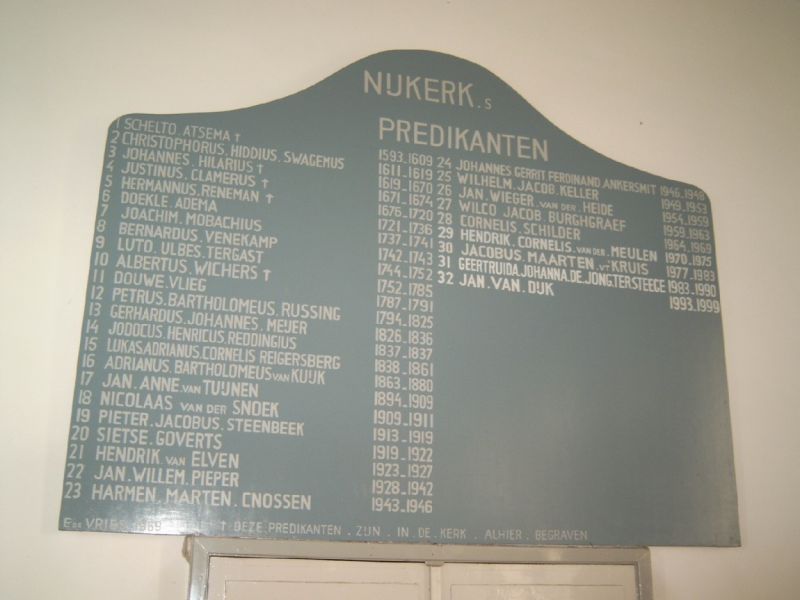 NIJKERK.S
PREDIKANTEN
1 SCHELTO.ATSEMA † 1593.1609
2 CHRISTOPHORUS.HIDDIUS.SWAGEMUS 1611-1619
3 JOHANNES.HILARIUS † 1619-1670
4 JUSTINUS.CLAMERUS † 1671-1674
5 HERMANNUS.RENEMAN † 1676-1720
6 DOEKLE.ADEMA 1721-1736
7 JOACHIM.MOBACHIUS 1737-1741
8 BERNARDUS.VENEKAMP 1742-1743
9 LUTO.ULBES.TERGAST 1744-1752
10 ALBERTUS.WICHERS † 1752-1785
11 DOUWE.VLIEG 1787-1791
12 PETRUS.BARTHOLOMEUS.RUSSING 1794-1825
13 GERHARDUS.JOHANNES.MEIJER 1826-1836
14 JODOCUS.HENRICUS.REDDINGIUS 1837-1837
15 LUKAS.ADRIANUS.CORNELIS REIGERSBERG 1838-1861
16 ADRIANUS.BARTHOLOMEUS VAN KUIJK 1863-1880
17 JAN.ANNE.VAN TUIJNEN 1894-1909
18 NICOLAAS VAN DER SNOEK 1909-1911
19 PIETER.JACOBUS.STEENBEEK 1913-1919
20 SIETSE.GOVERTS 1919-1922
21 HENDRIK.VAN ELVEN 1923-1927
22 JAN.WILLEM.PIEPER 1928-1942
23 HARMEN.MARTEN.CNOSSEN 1943-1946
24 JOHANNES GERRIT FERDINAND ANKERSMIT 1946-1948
25 WILHELM.JACOB.KELLER 1949-1953
26 JAN.WIEGER.VAN DER HEIDE 1954-1959
27 WILCO JACOB BURGHGRAEF 1959-1963
28 CORNELIS.SCHILDER 1964-1969
29 HENDRIK.CORNELIS.VAN DER MEULEN 1970-1975
30 JACOBUS.MAARTEN.V'T KRUIS 1977-1983
31 GEERTRUIDA.JOHANNA.DE.JONG.TERSTEEGE 1983-1990
32 JAN.VAN.DIJK 1993-1999
VRIES 1969 † DEZE.PREDIKANTEN.ZIJN.IN.DE.KERK.ALHIER.BEGRAVEN